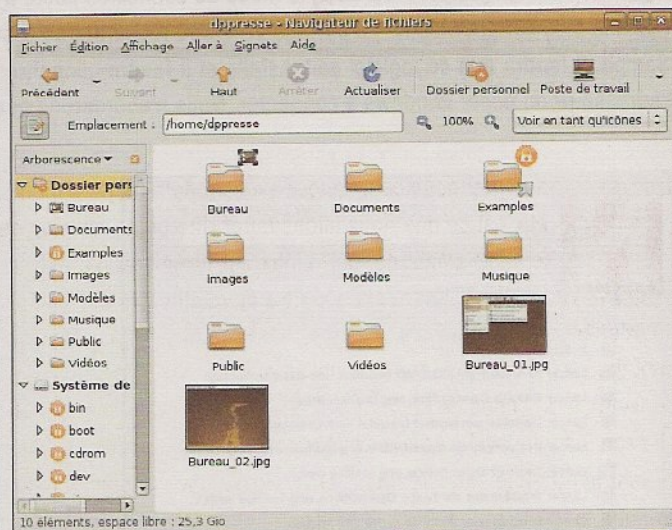 dppresse - Navigateur de fichiers
Fichier Édition Affichage Aller à Signets Aide
Précédent Suivant Haut Arrêter Actualiser Dossier personnel Poste de travail
Emplacement : /home/dppresse 100% Voir en tant qu'icônes
Arborescence
Dossier pers
Bureau
Documents
Examples
Images
Modèles
Musique
Public
Vidéos
Système de
bin
boot
cdrom
dev
Bureau Documents Examples
Images Modèles Musique
Public Vidéos Bureau_01.jpg
Bureau_02.jpg
10 éléments, espace libre : 25,3 Gio